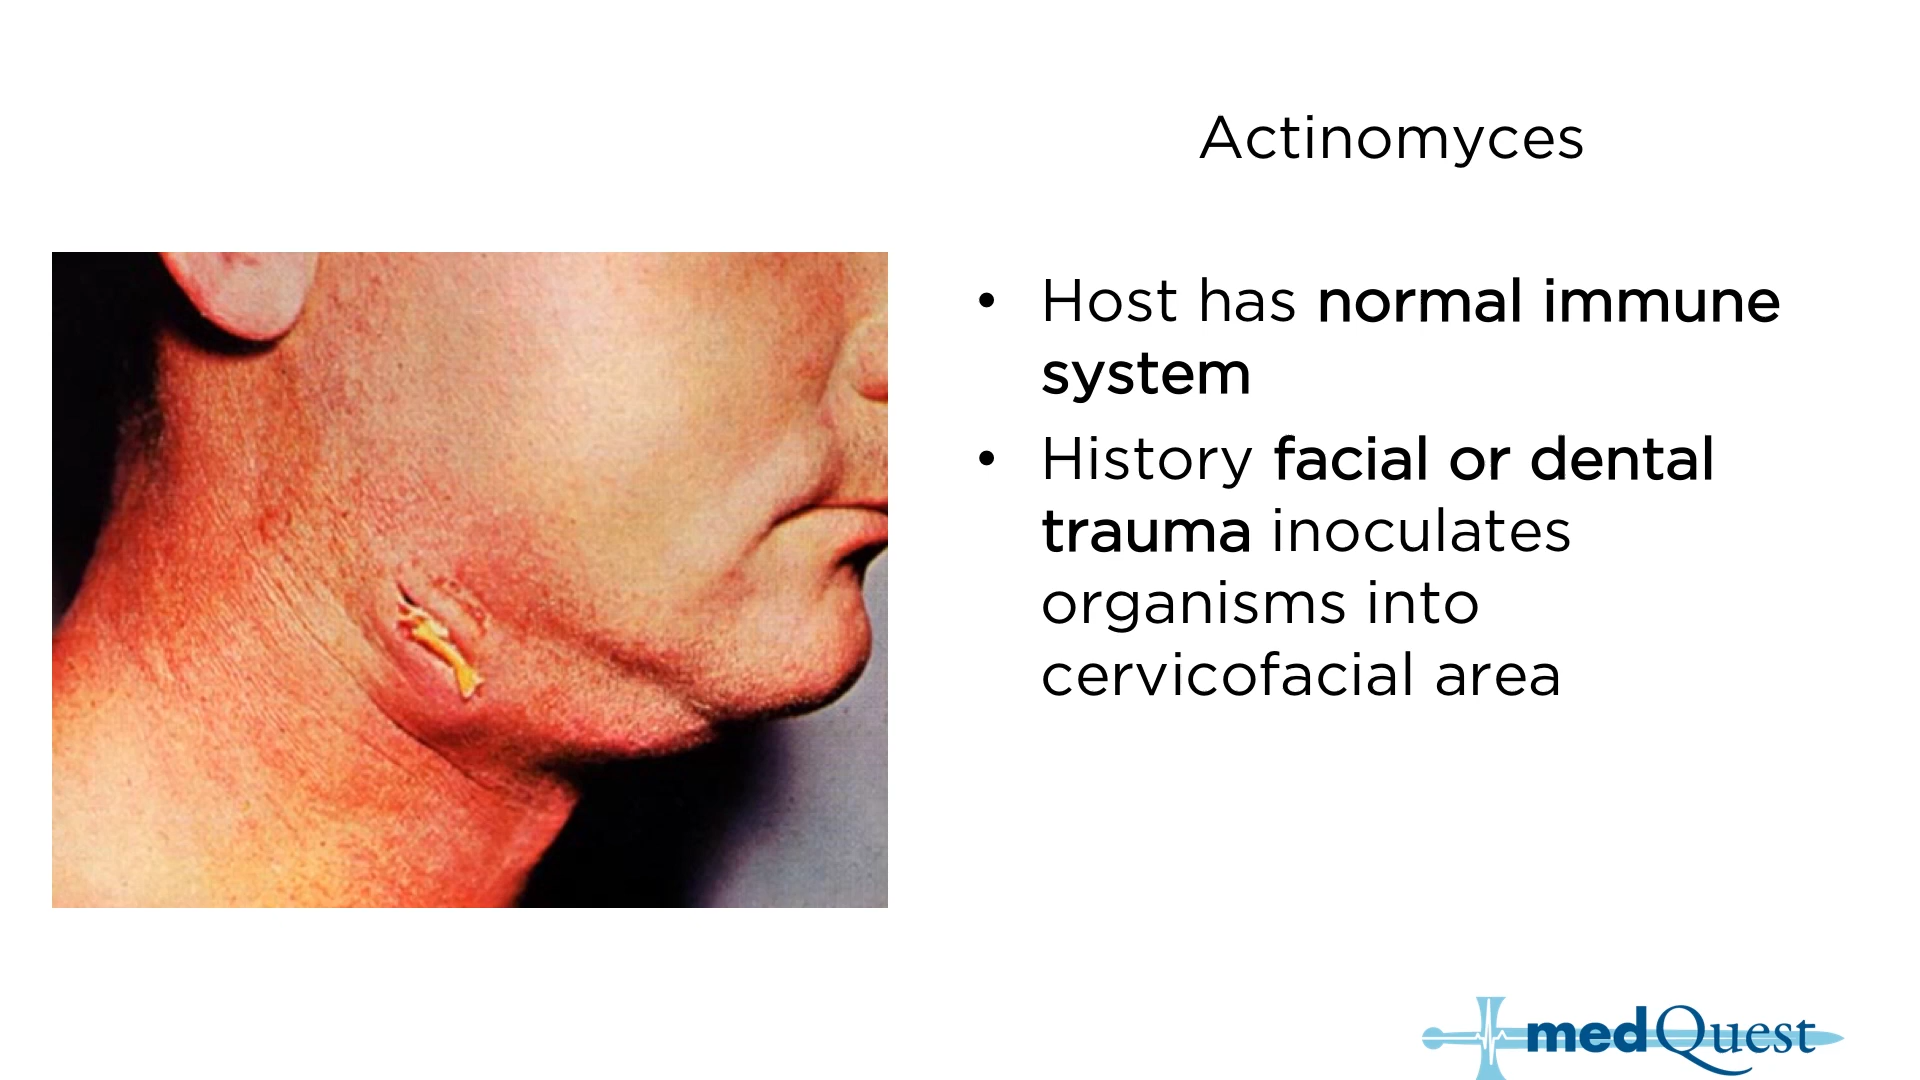 Actinomyces
• Host has normal immune
system
• History facial or dental
trauma inoculates
organisms into
cervicofacial area
medQuest